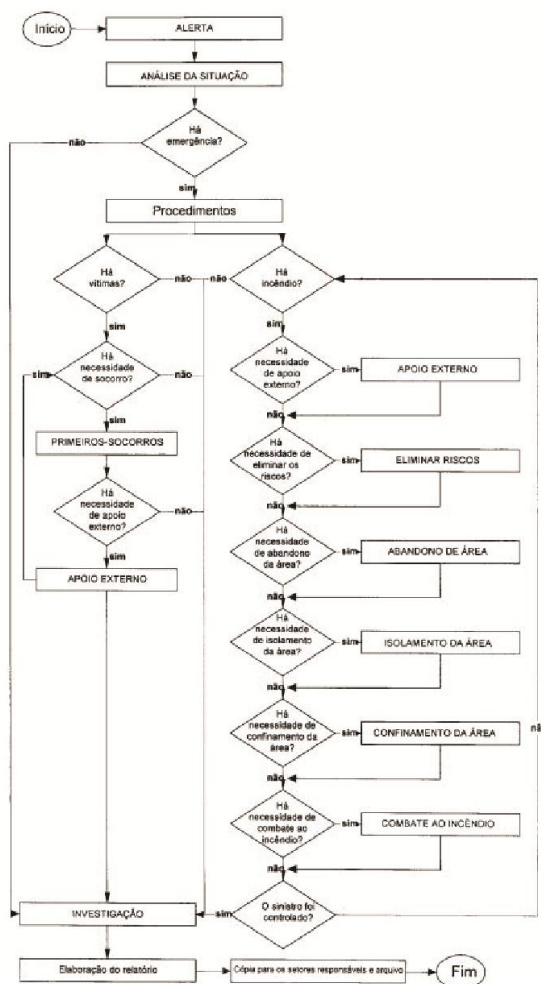 Início
ALERTA
ANÁLISE DA SITUAÇÃO
Há
emergência?
não
sim
Procedimentos
Há
vítimas?
não
não
Há
incêndio?
sim
sim
Há
necessidade
de socorro?
sim
não
Há
necessidade
de apoio
externo?
sim
APOIO EXTERNO
sim
não
PRIMEIROS-SOCORROS
Há
necessidade de
eliminar os
riscos?
sim
ELIMINAR RISCOS
Há
necessidade
de apoio
externo?
não
não
sim
Há
necessidade
de abandono
da área?
sim
ABANDONO DE ÁREA
APOIO EXTERNO
não
Há
necessidade de
isolamento
da área?
sim
ISOLAMENTO DA ÁREA
não
Há
necessidade de
confinamento da
área?
sim
CONFINAMENTO DA ÁREA
não
Há
necessidade de
combate ao
incêndio?
sim
COMBATE AO INCÊNDIO
não
INVESTIGAÇÃO
sim
O sinistro foi
controlado?
Elaboração do relatório
Cópia para os setores responsáveis e arquivo
Fim